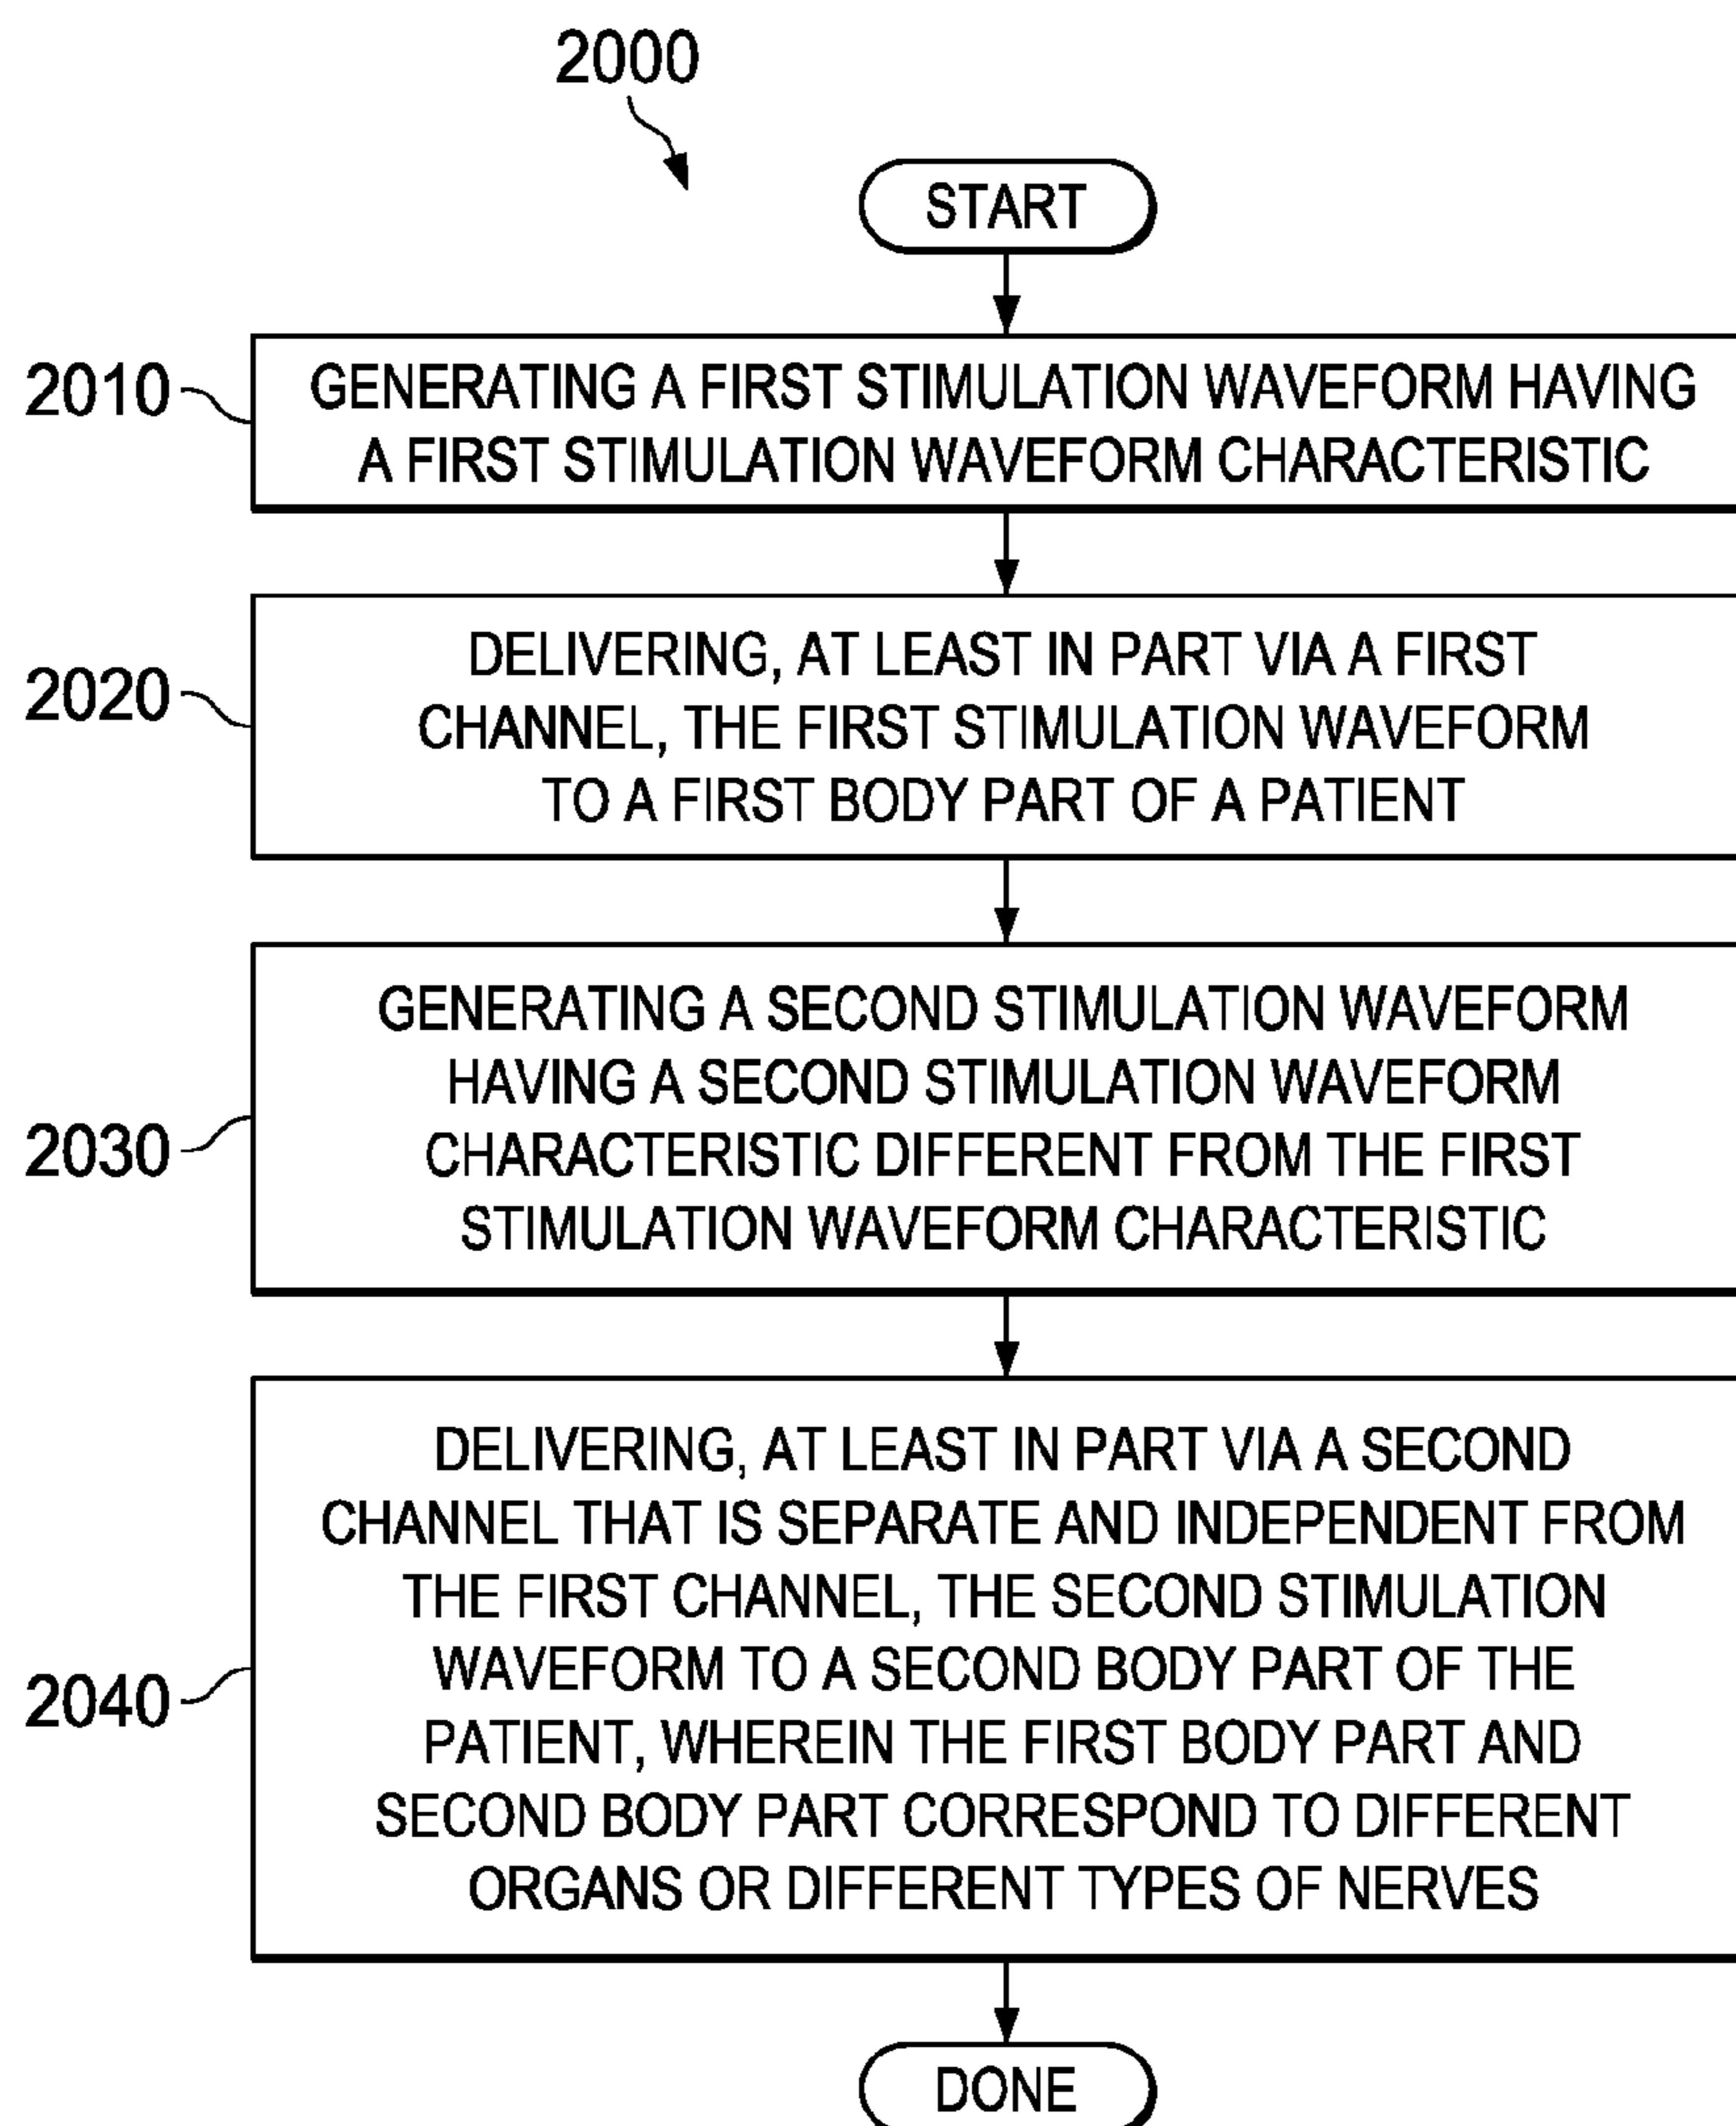 2000
START
2010
GENERATING A FIRST STIMULATION WAVEFORM HAVING
A FIRST STIMULATION WAVEFORM CHARACTERISTIC
2020
DELIVERING, AT LEAST IN PART VIA A FIRST
CHANNEL, THE FIRST STIMULATION WAVEFORM
TO A FIRST BODY PART OF A PATIENT
2030
GENERATING A SECOND STIMULATION WAVEFORM
HAVING A SECOND STIMULATION WAVEFORM
CHARACTERISTIC DIFFERENT FROM THE FIRST
STIMULATION WAVEFORM CHARACTERISTIC
2040
DELIVERING, AT LEAST IN PART VIA A SECOND
CHANNEL THAT IS SEPARATE AND INDEPENDENT FROM
THE FIRST CHANNEL, THE SECOND STIMULATION
WAVEFORM TO A SECOND BODY PART OF THE
PATIENT, WHEREIN THE FIRST BODY PART AND
SECOND BODY PART CORRESPOND TO DIFFERENT
ORGANS OR DIFFERENT TYPES OF NERVES
DONE